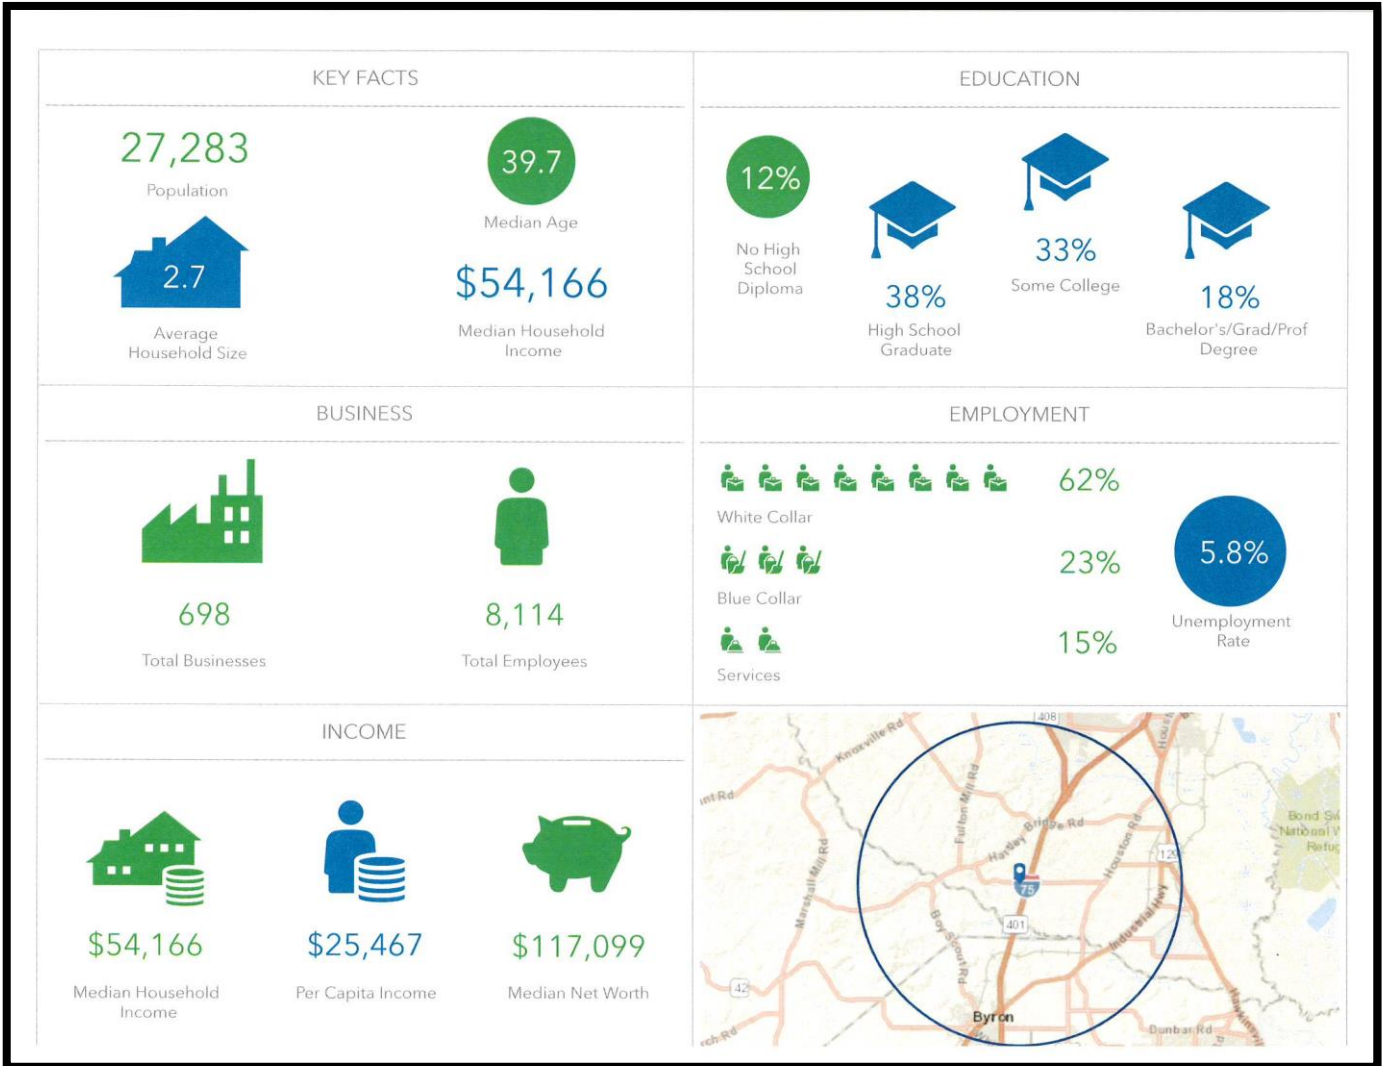 KEY FACTS
27,283
Population
39.7
Median Age
2.7
Average
Household Size
$54,166
Median Household
Income
EDUCATION
12%
No High
School
Diploma
38%
High School
Graduate
33%
Some College
18%
Bachelor's/Grad/Prof
Degree
BUSINESS
698
Total Businesses
8,114
Total Employees
EMPLOYMENT
62%
White Collar
23%
Blue Collar
15%
Services
5.8%
Unemployment
Rate
INCOME
$54,166
Median Household
Income
$25,467
Per Capita Income
$117,099
Median Net Worth
408
Knoxville Rd
Fulton Mill Rd
Hartley Bridge Rd
Houston Rd
129
Marshall Mill Rd
75
401
Boy Scout Rd
Industrial Hwy
42
Byron
Dunbar Rd
Bond
National